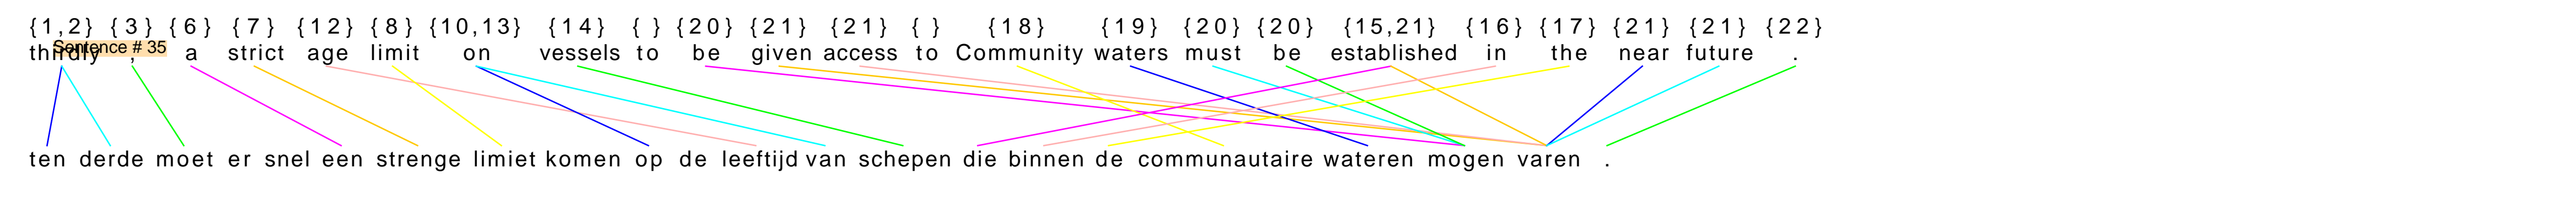 {1,2} {3} {6} {7} {12} {8} {10,13} {14} { } {20} {21} {21} { } {18} {19} {20} {20} {15,21} {16} {17} {21} {21} {22}
Sentence # 35
thirdly , a strict age limit on vessels to be given access to Community waters must be established in the near future .
ten derde moet er snel een strenge limiet komen op de leeftijd van schepen die binnen de communautaire wateren mogen varen .